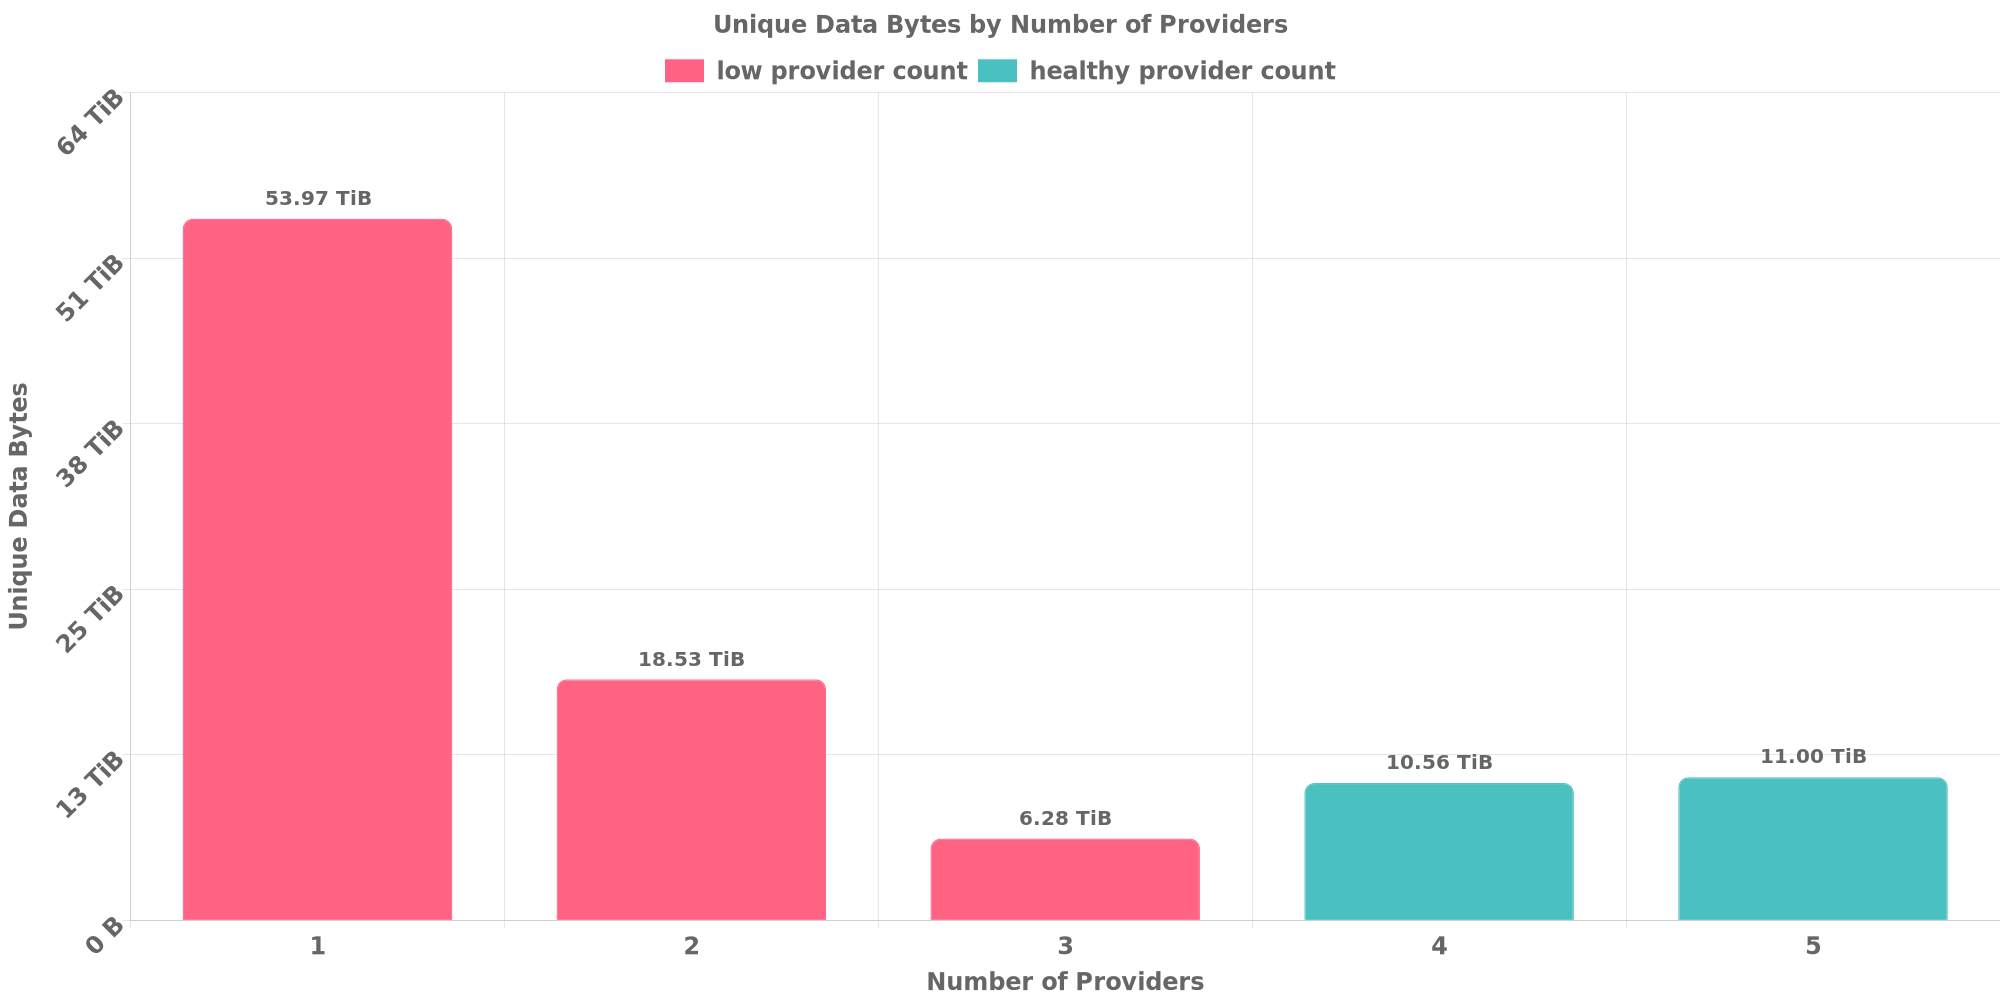 Unique Data Bytes by Number of Providers
low provider count
healthy provider count
64 TiB
51 TiB
38 TiB
25 TiB
13 TiB
0 B
Unique Data Bytes
53.97 TiB
18.53 TiB
6.28 TiB
10.56 TiB
11.00 TiB
1
2
3
4
5
Number of Providers